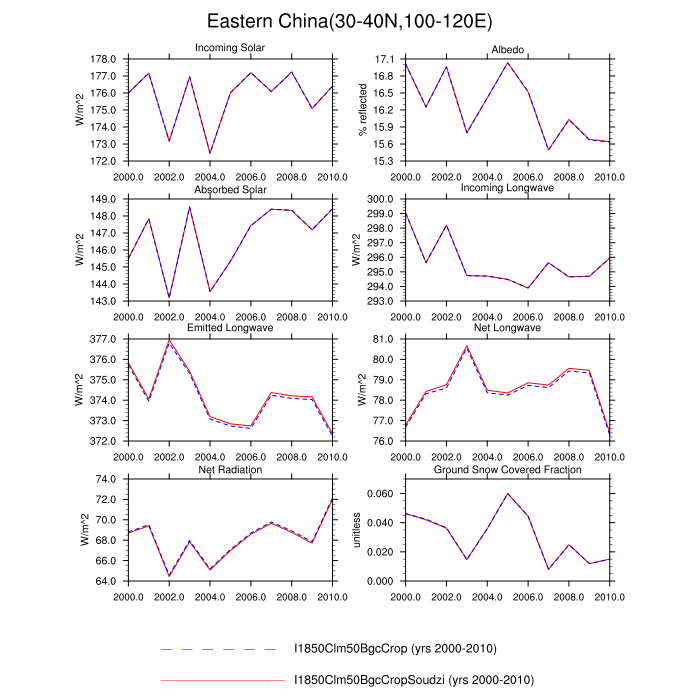 Eastern China(30-40N,100-120E)
Incoming Solar
Albedo
W/m^2
178.0
177.0
176.0
175.0
174.0
173.0
172.0
2000.0 2002.0 2004.0 2006.0 2008.0 2010.0
% reflected
17.1
16.8
16.5
16.2
15.9
15.6
15.3
2000.0 2002.0 2004.0 2006.0 2008.0 2010.0
Absorbed Solar
Incoming Longwave
W/m^2
149.0
148.0
147.0
146.0
145.0
144.0
143.0
2000.0 2002.0 2004.0 2006.0 2008.0 2010.0
W/m^2
300.0
299.0
298.0
297.0
296.0
295.0
294.0
293.0
2000.0 2002.0 2004.0 2006.0 2008.0 2010.0
Emitted Longwave
Net Longwave
W/m^2
377.0
376.0
375.0
374.0
373.0
372.0
2000.0 2002.0 2004.0 2006.0 2008.0 2010.0
W/m^2
81.0
80.0
79.0
78.0
77.0
76.0
2000.0 2002.0 2004.0 2006.0 2008.0 2010.0
Net Radiation
Ground Snow Covered Fraction
W/m^2
74.0
72.0
70.0
68.0
66.0
64.0
2000.0 2002.0 2004.0 2006.0 2008.0 2010.0
unitless
0.060
0.040
0.020
0.000
2000.0 2002.0 2004.0 2006.0 2008.0 2010.0
I1850Clm50BgcCrop (yrs 2000-2010)
I1850Clm50BgcCropSoudzi (yrs 2000-2010)